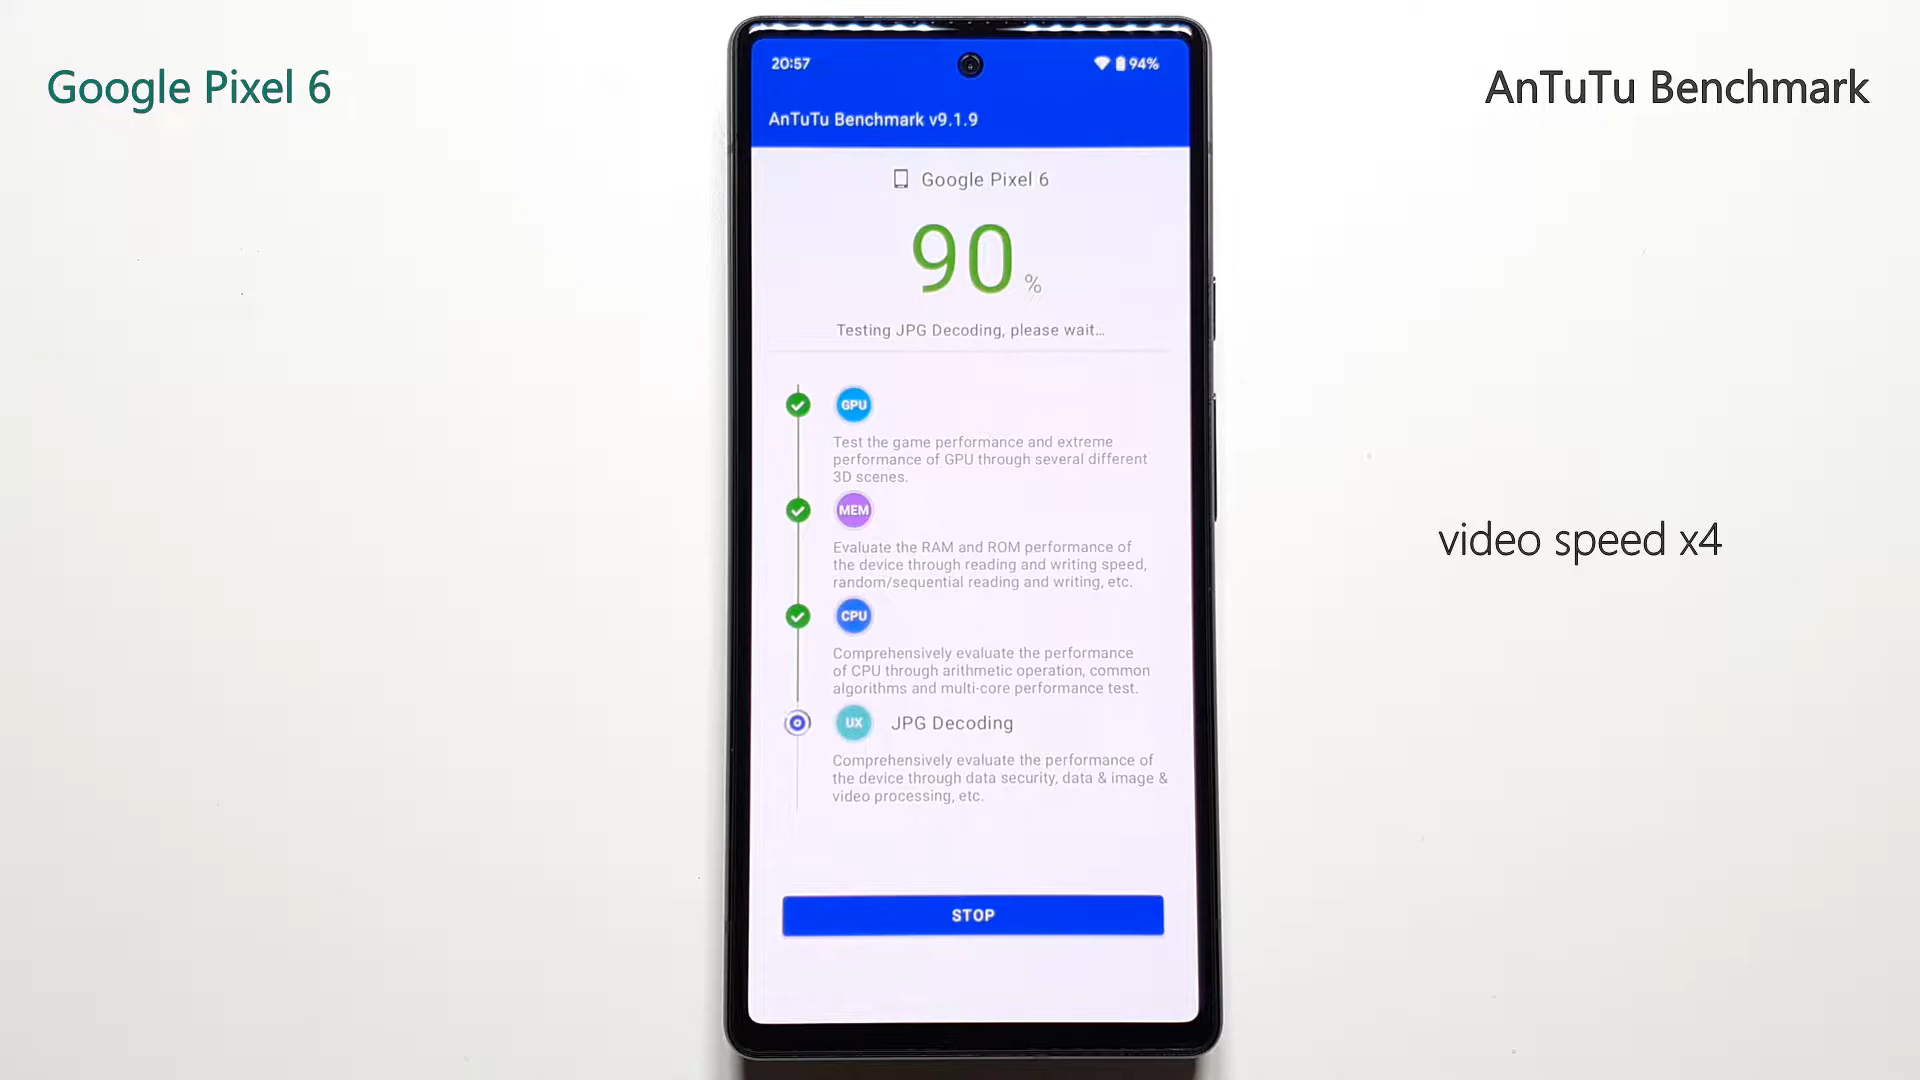 Google Pixel 6
AnTuTu Benchmark
20:57
94%
AnTuTu Benchmark v9.1.9
Google Pixel 6
90 %
Testing JPG Decoding, please wait...
GPU
Test the game performance and extreme
performance of GPU through several different
3D scenes.
MEM
Evaluate the RAM and ROM performance of
the device through reading and writing speed,
random/sequential reading and writing, etc.
CPU
Comprehensively evaluate the performance
of CPU through arithmetic operation, common
algorithms and multi-core performance test.
UX JPG Decoding
Comprehensively evaluate the performance of
the device through data security, data & image &
video processing, etc.
STOP
video speed x4